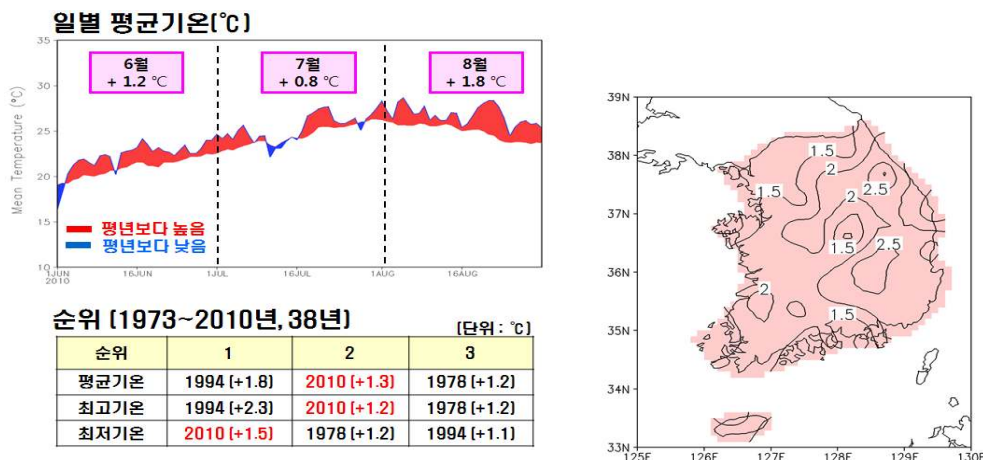 일별 평균기온(℃)
35
30
25
20
15
10
Mean Temperature (°C)
6월
+ 1.2 ℃
7월
+ 0.8 ℃
8월
+ 1.8 ℃
평년보다 높음
평년보다 낮음
1JUN
2010
15JUN
1JUL
16JUL
1AUG
16AUG
순위 (1973~2010년, 38년)
(단위 : ℃)
순위 1 2 3
평균기온 1994 (+1.8) 2010 (+1.3) 1978 (+1.2)
최고기온 1994 (+2.3) 2010 (+1.2) 1978 (+1.2)
최저기온 2010 (+1.5) 1978 (+1.2) 1994 (+1.1)
39N
38N
37N
36N
35N
34N
33N
1.5
2
2.5
1.5
2
1.5
2.5
2
1.5
125E 126E 127E 128E 129E 130E